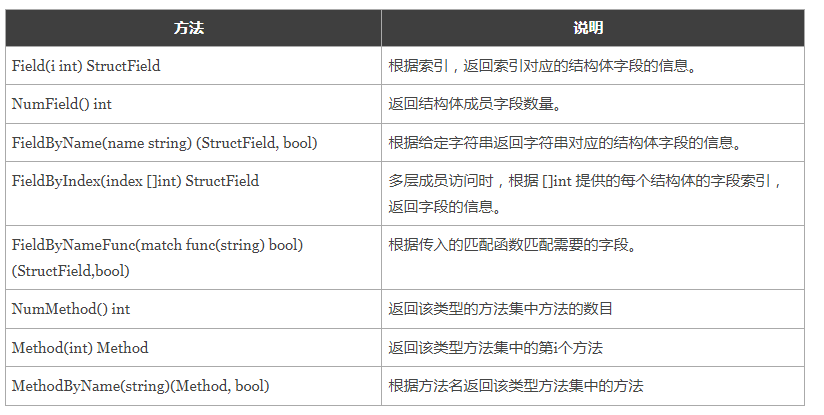 方法 说明
Field(i int) StructField 根据索引，返回索引对应的结构体字段的信息。
NumField() int 返回结构体成员字段数量。
FieldByName(name string) (StructField, bool) 根据给定字符串返回字符串对应的结构体字段的信息。
FieldByIndex(index []int) StructField 多层成员访问时，根据 []int 提供的每个结构体的字段索引，
返回字段的信息。
FieldByNameFunc(match func(string) bool) 根据传入的匹配函数匹配需要的字段。
(StructField,bool)
NumMethod() int 返回该类型的方法集中方法的数目
Method(int) Method 返回该类型方法集中的第i个方法
MethodByName(string)(Method, bool) 根据方法名返回该类型方法集中的方法